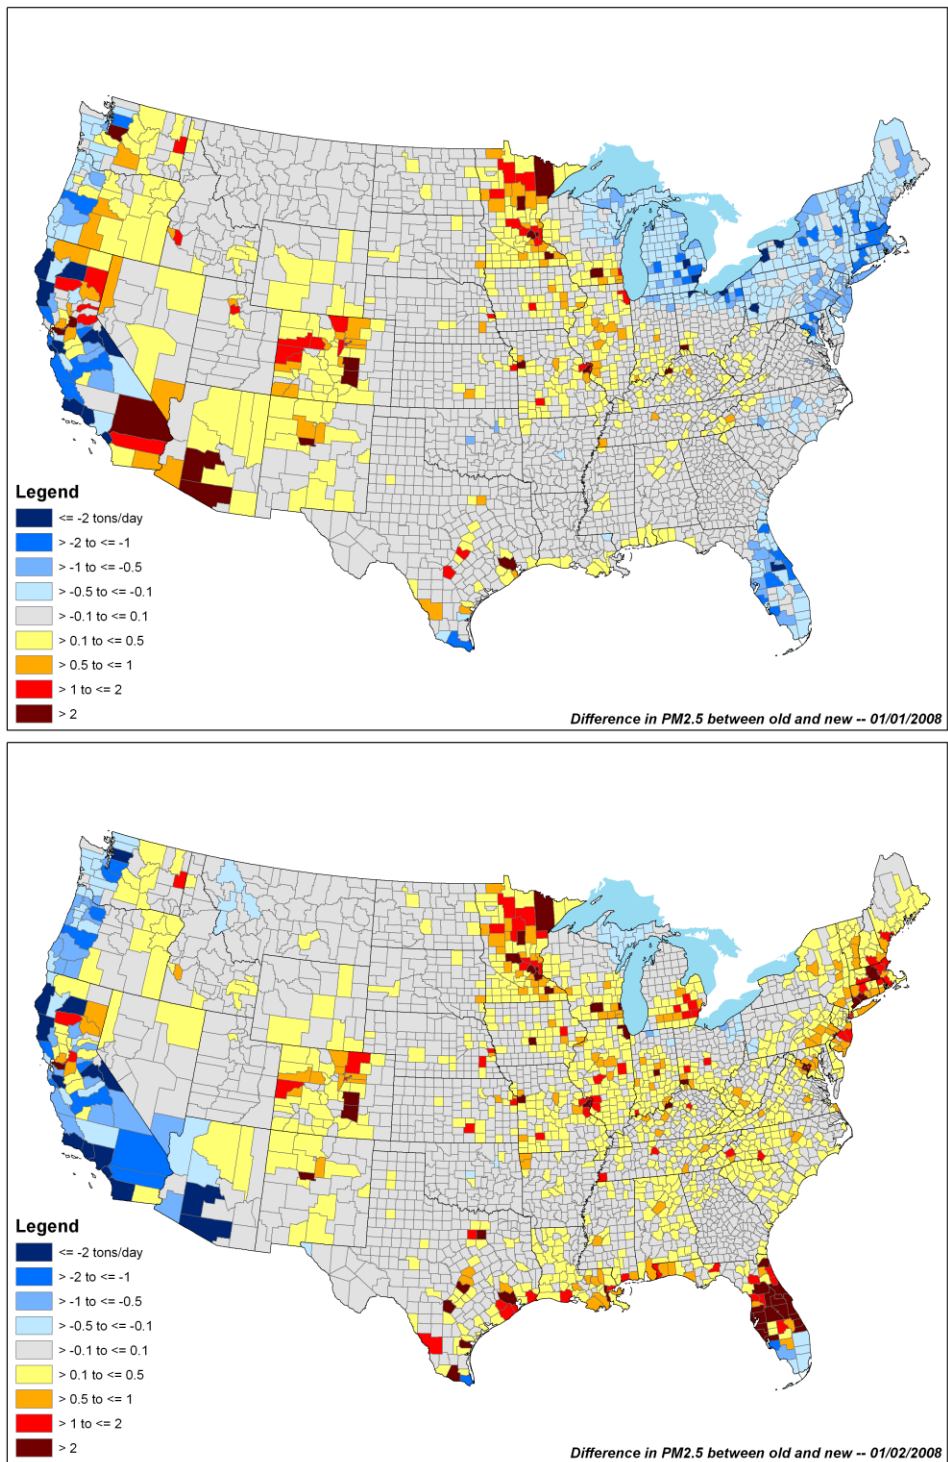 Legend
<= -2 tons/day
> -2 to <= -1
> -1 to <= -0.5
> -0.5 to <= -0.1
> -0.1 to <= 0.1
> 0.1 to <= 0.5
> 0.5 to <= 1
> 1 to <= 2
> 2
Difference in PM2.5 between old and new -- 01/01/2008
Legend
<= -2 tons/day
> -2 to <= -1
> -1 to <= -0.5
> -0.5 to <= -0.1
> -0.1 to <= 0.1
> 0.1 to <= 0.5
> 0.5 to <= 1
> 1 to <= 2
> 2
Difference in PM2.5 between old and new -- 01/02/2008